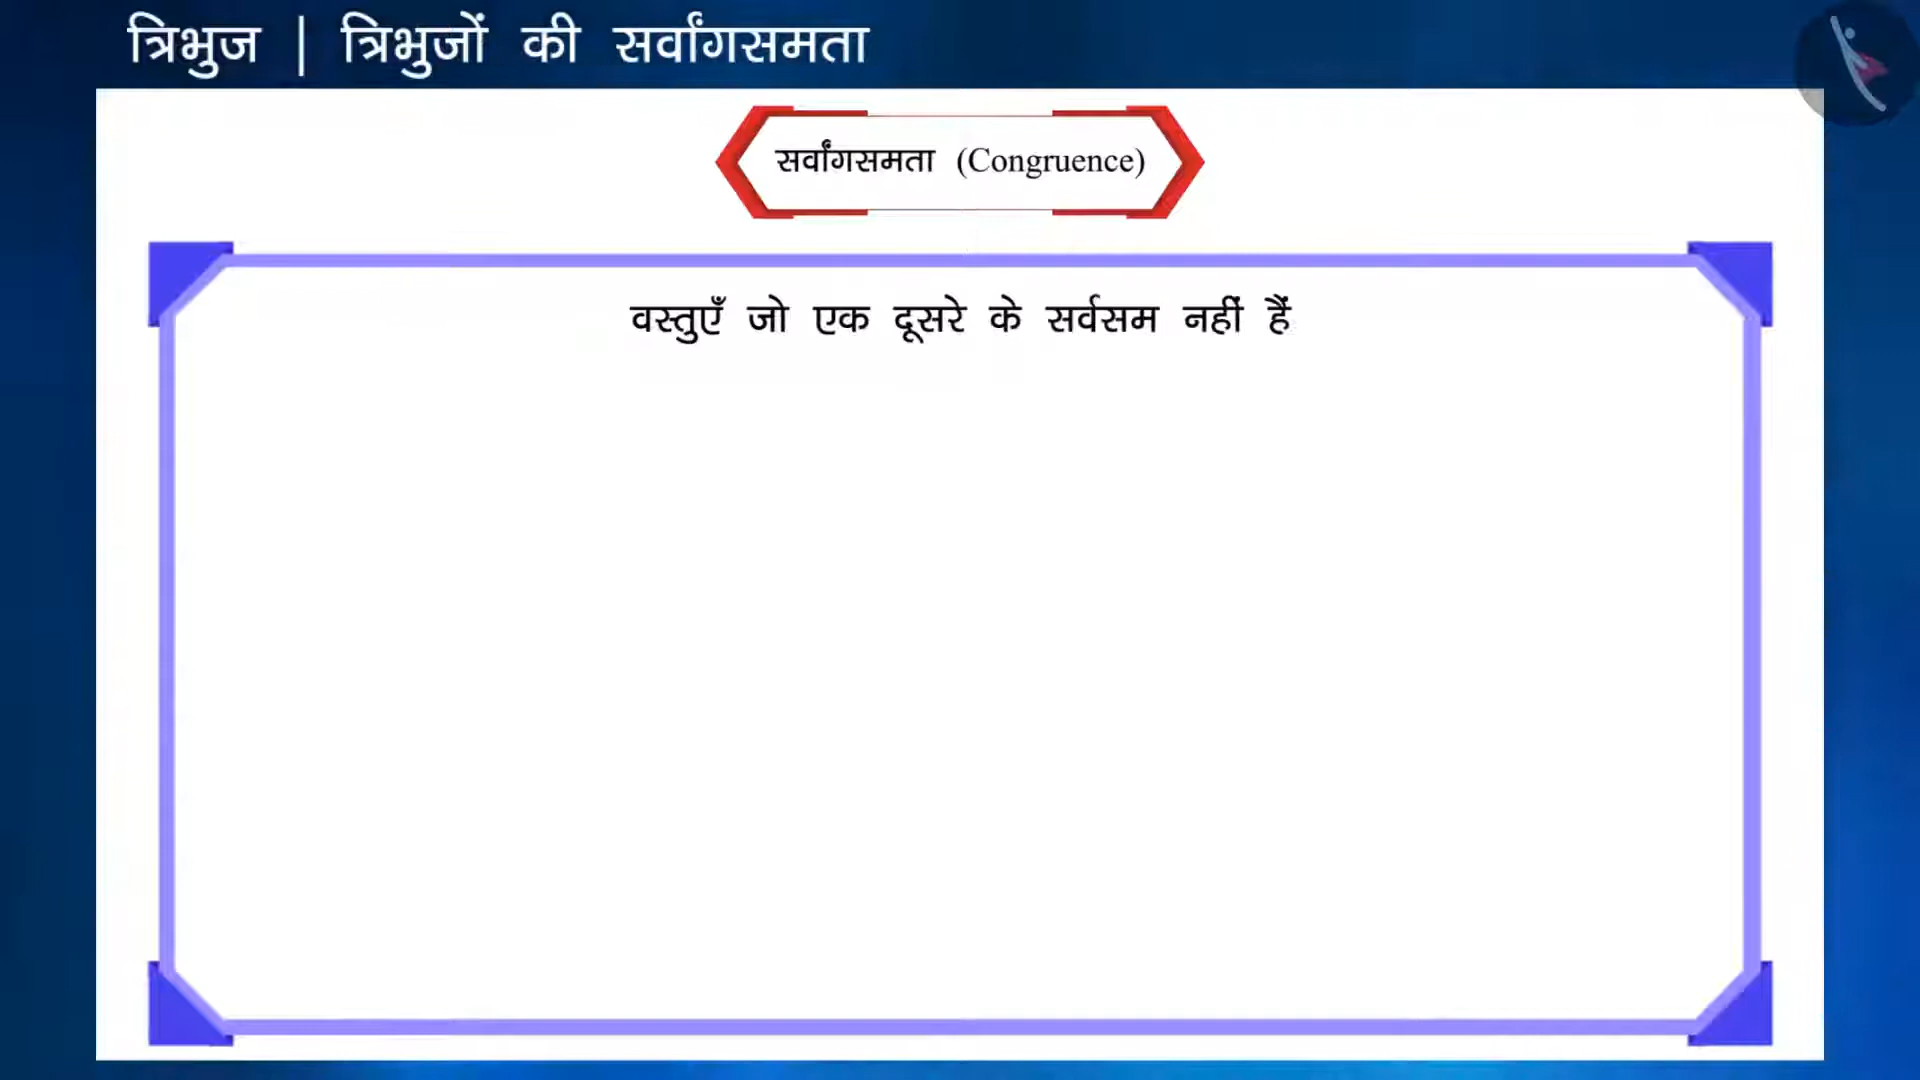 त्रिभुज | त्रिभुजों की सर्वांगसमता
सर्वांगसमता (Congruence)
वस्तुएँ जो एक दूसरे के सर्वसम नहीं हैं